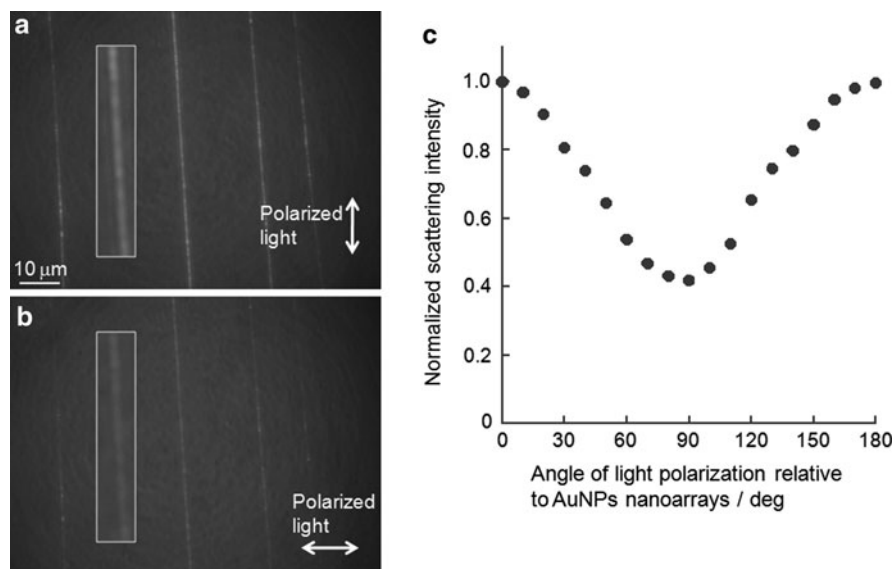 a
Polarized
light
10 μm
b
Polarized
light
c
Normalized scattering intensity
1.0
0.8
0.6
0.4
0.2
0
0 30 60 90 120 150 180
Angle of light polarization relative
to AuNPs nanoarrays / deg